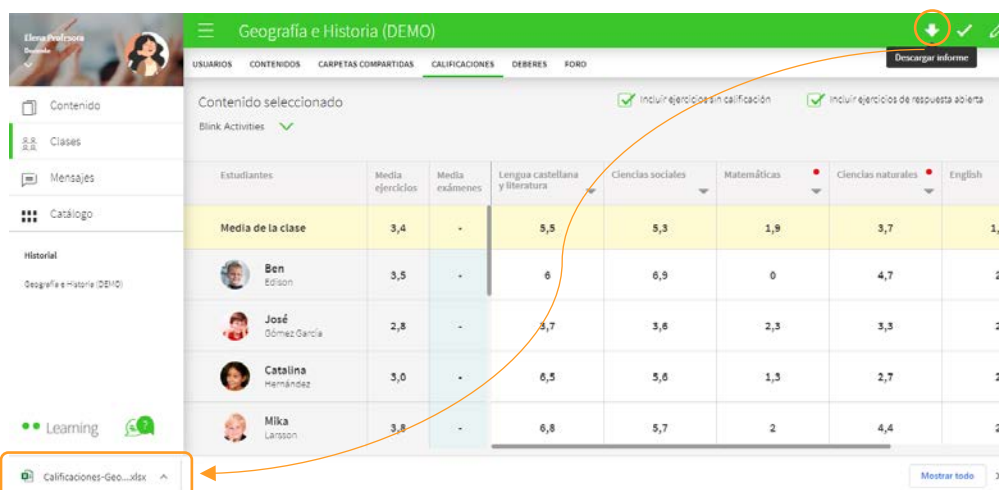 Elena Profesora
Docente
Geografía e Historia (DEMO)
Descargar informe
USUARIOS CONTENIDOS CARPETAS COMPARTIDAS CALIFICACIONES DEBERES FORO
Contenido
Clases
Mensajes
Catálogo
Historial
Geografía e Historia (DEMO)
Learning
Contenido seleccionado
Incluir ejercicios sin calificación
Incluir ejercicios de respuesta abierta
Blink Activities
Estudiantes Media ejercicios Media exámenes Lengua castellana y literatura Ciencias sociales Matemáticas Ciencias naturales English
Media de la clase 3,4 - 5,5 5,3 1,9 3,7 1,
Ben Edison 3,5 - 6 6,9 0 4,7 2
José Gómez García 2,8 - 3,7 3,6 2,3 3,3 2
Catalina Hernández 3,0 - 6,5 5,6 1,3 2,7 2
Mika Larsson 3,8 - 6,8 5,7 2 4,4 2
Calificaciones-Geo...xlsx
Mostrar todo